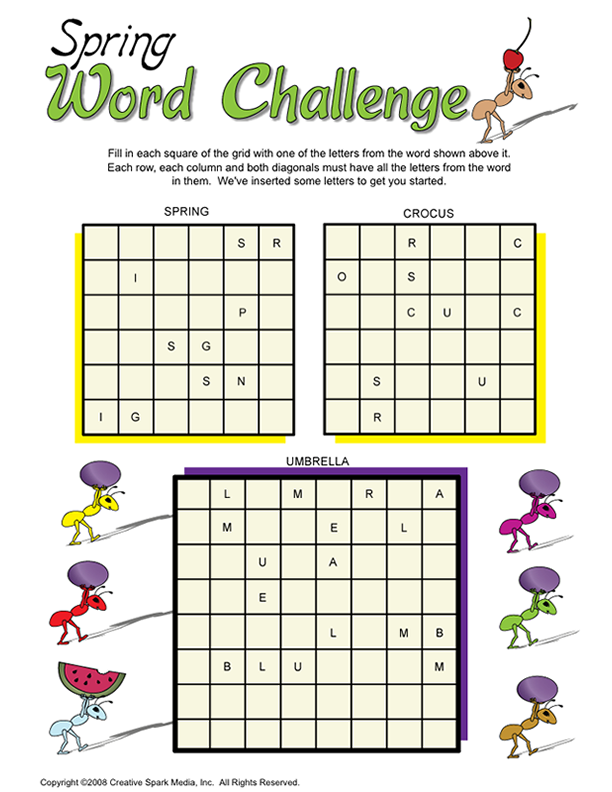 Spring
Word Challenge
Fill in each square of the grid with one of the letters from the word shown above it.
Each row, each column and both diagonals must have all the letters from the word
in them. We've inserted some letters to get you started.
SPRING
S R
I
P
S G
S N
I G
CROCUS
R C
O S
C U C
S U
R
UMBRELLA
L M R A
M E L
U A
E
L M B
B L U M
Copyright ©2008 Creative Spark Media, Inc. All Rights Reserved.